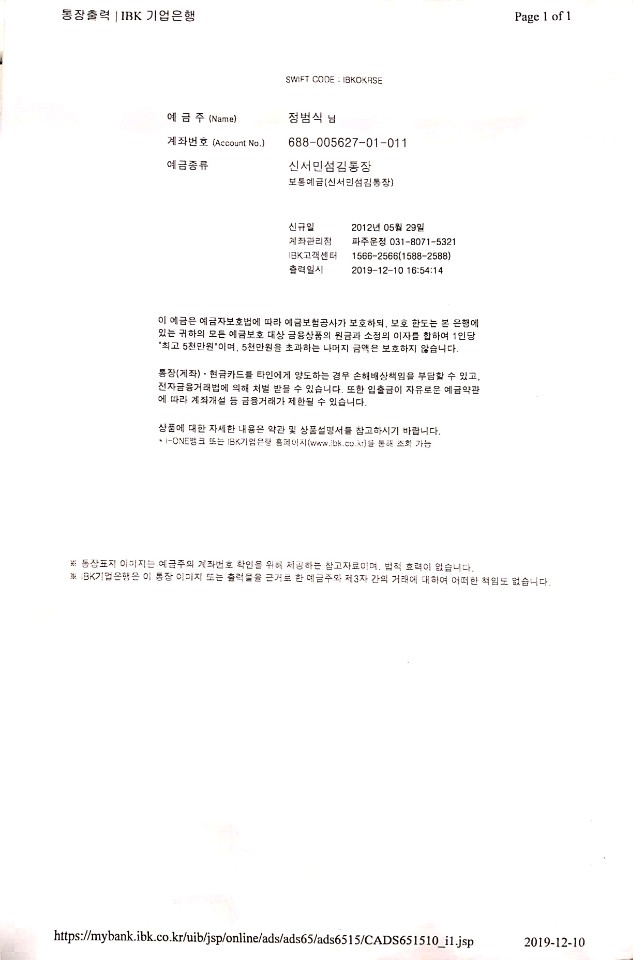 통장출력 | IBK 기업은행 Page 1 of 1
SWIFT CODE : IBKOKRSE
예 금 주 (Name) 정범식 님
계좌번호 (Account No.) 688-005627-01-011
예금종류 신서민섬김통장
보통예금(신서민섬김통장)
신규일 2012년 05월 29일
계좌관리점 파주운정 031-8071-5321
IBK고객센터 1566-2566(1588-2588)
출력일시 2019-12-10 16:54:14
이 예금은 예금자보호법에 따라 예금보험공사가 보호하되, 보호 한도는 본 은행에
있는 귀하의 모든 예금보호 대상 금융상품의 원금과 소정의 이자를 합하여 1인당
"최고 5천만원"이며, 5천만원을 초과하는 나머지 금액은 보호하지 않습니다.
통장(계좌)·현금카드를 타인에게 양도하는 경우 손해배상책임을 부담할 수 있고,
전자금융거래법에 의해 처벌 받을 수 있습니다. 또한 입출금이 자유로운 예금약관
에 따라 계좌개설 등 금융거래가 제한될 수 있습니다.
상품에 대한 자세한 내용은 약관 및 상품설명서를 참고하시기 바랍니다.
* i-ONE뱅크 또는 IBK기업은행 홈페이지(www.ibk.co.kr)을 통해 조회 가능
※ 통장표지 이미지는 예금주의 계좌번호 확인을 위해 제공하는 참고자료이며, 법적 효력이 없습니다.
※ IBK기업은행은 이 통장 이미지 또는 출력물을 근거로 한 예금주와 제3자 간의 거래에 대하여 어떠한 책임도 없습니다.
https://mybank.ibk.co.kr/uib/jsp/online/ads/ads65/ads6515/CADS651510_i1.jsp 2019-12-10